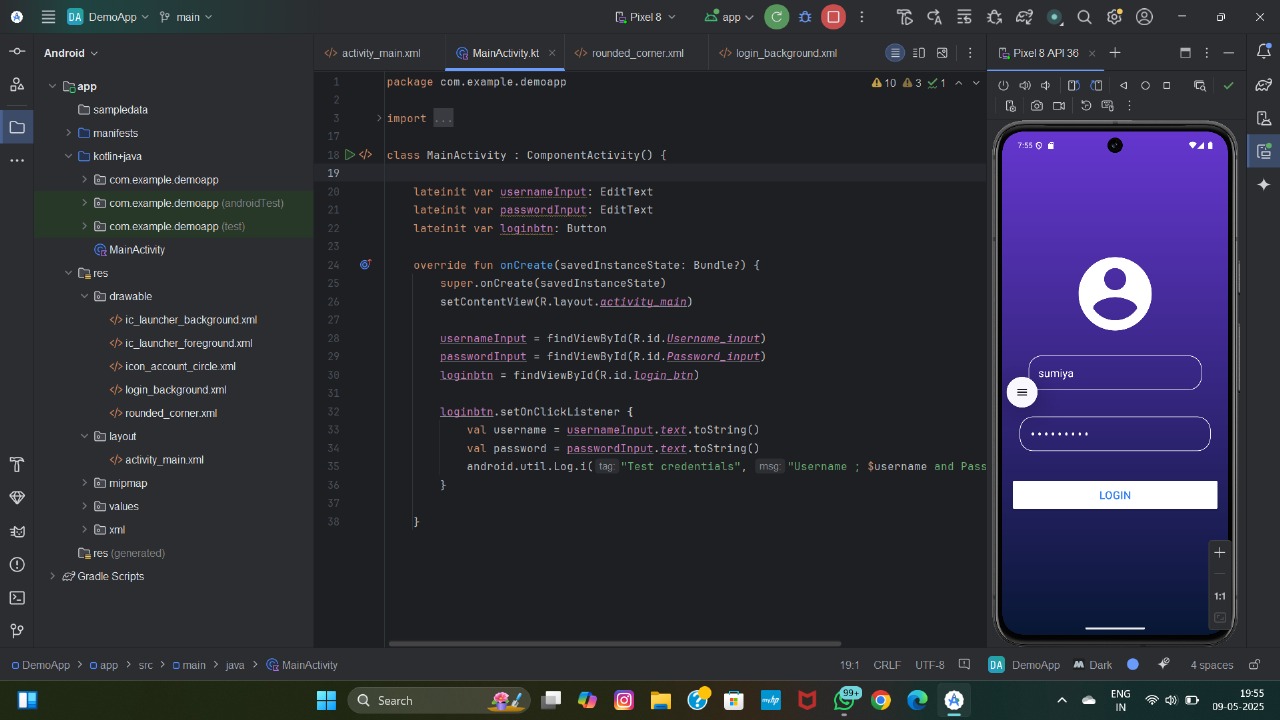 DA DemoApp main Pixel 8 app
Android
app
sampledata
manifests
kotlin+java
com.example.demoapp
com.example.demoapp (androidTest)
com.example.demoapp (test)
MainActivity
res
drawable
ic_launcher_background.xml
ic_launcher_foreground.xml
icon_account_circle.xml
login_background.xml
rounded_corner.xml
layout
activity_main.xml
mipmap
values
xml
res (generated)
Gradle Scripts
activity_main.xml MainActivity.kt rounded_corner.xml login_background.xml
10 3 1
1 package com.example.demoapp
2
3 import ...
17
18 class MainActivity : ComponentActivity() {
19
20 lateinit var usernameInput: EditText
21 lateinit var passwordInput: EditText
22 lateinit var loginbtn: Button
23
24 override fun onCreate(savedInstanceState: Bundle?) {
25 super.onCreate(savedInstanceState)
26 setContentView(R.layout.activity_main)
27
28 usernameInput = findViewById(R.id.Username_input)
29 passwordInput = findViewById(R.id.Password_input)
30 loginbtn = findViewById(R.id.login_btn)
31
32 loginbtn.setOnClickListener {
33 val username = usernameInput.text.toString()
34 val password = passwordInput.text.toString()
35 android.util.Log.i( tag: "Test credentials", msg: "Username ; $username and Pass
36 }
37
38 }
Pixel 8 API 36
7:55
sumiya
• • • • • • • • •
LOGIN
1:1
DemoApp > app > src > main > java > MainActivity
19:1 CRLF UTF-8 DA DemoApp Dark 4 spaces
Search
99+
ENG
IN
19:55
09-05-2025